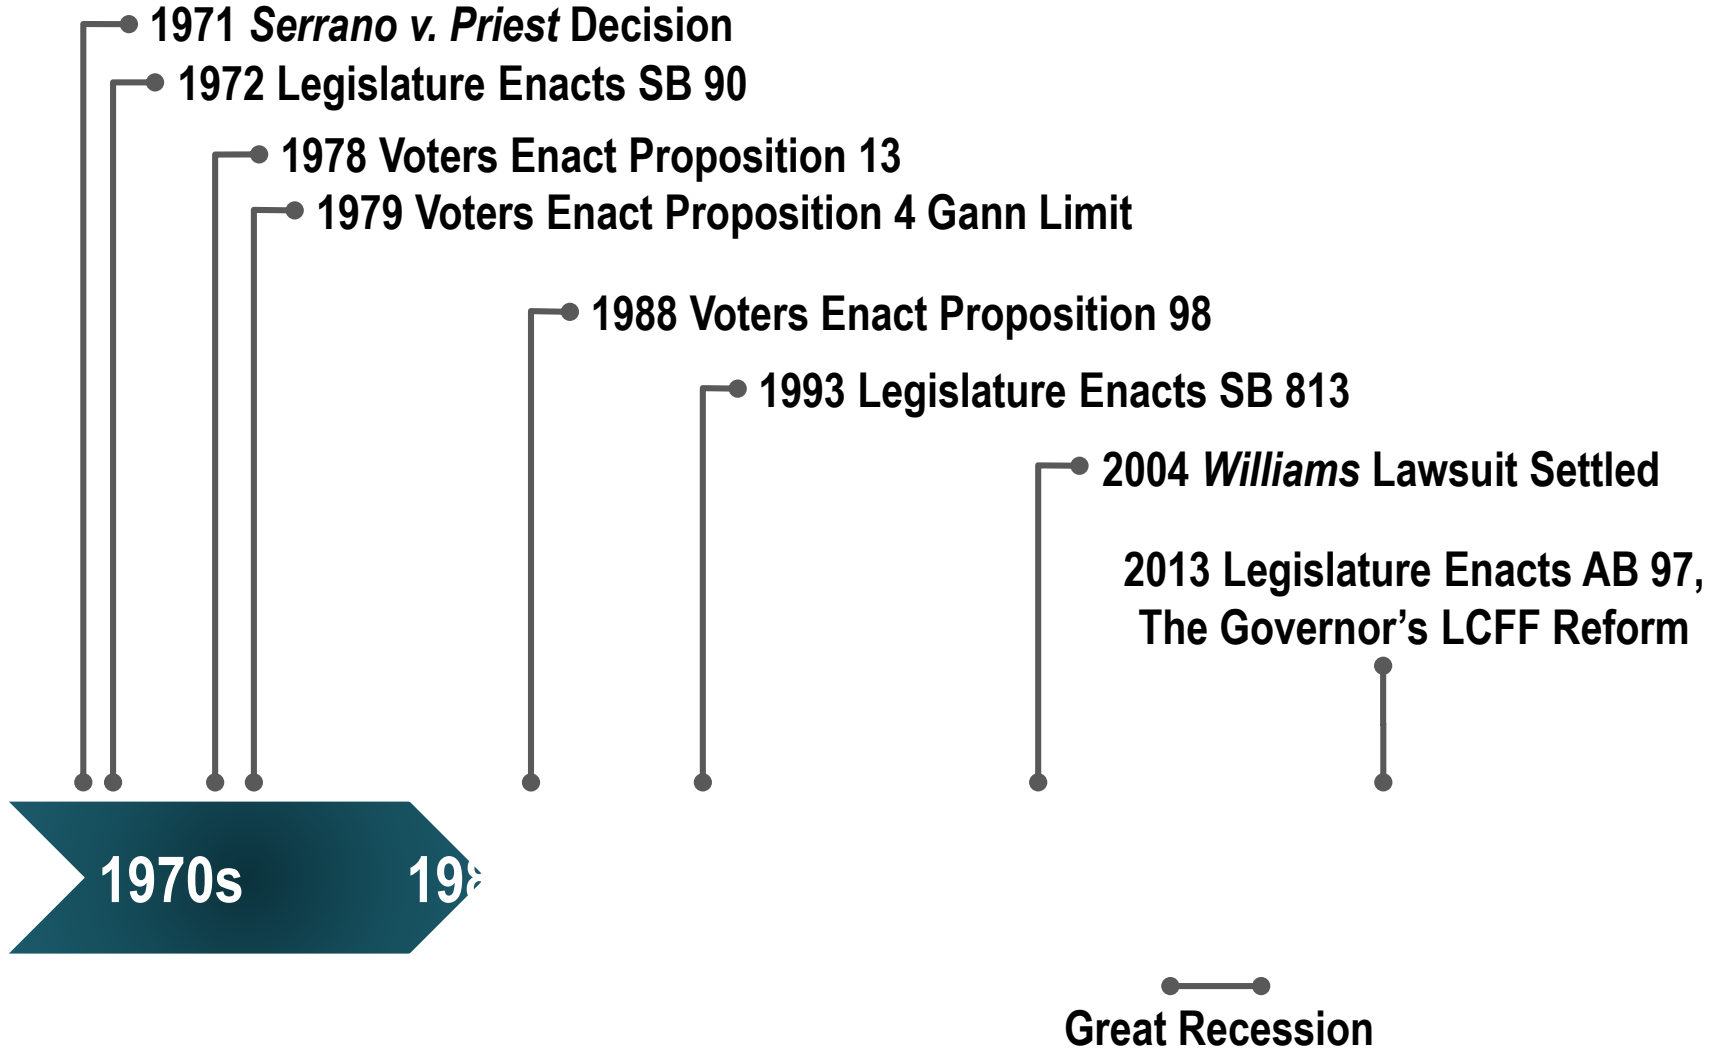 1971 Serrano v. Priest Decision
1972 Legislature Enacts SB 90
1978 Voters Enact Proposition 13
1979 Voters Enact Proposition 4 Gann Limit
1988 Voters Enact Proposition 98
1993 Legislature Enacts SB 813
2004 Williams Lawsuit Settled
2013 Legislature Enacts AB 97,
The Governor’s LCFF Reform
1970s
Great Recession